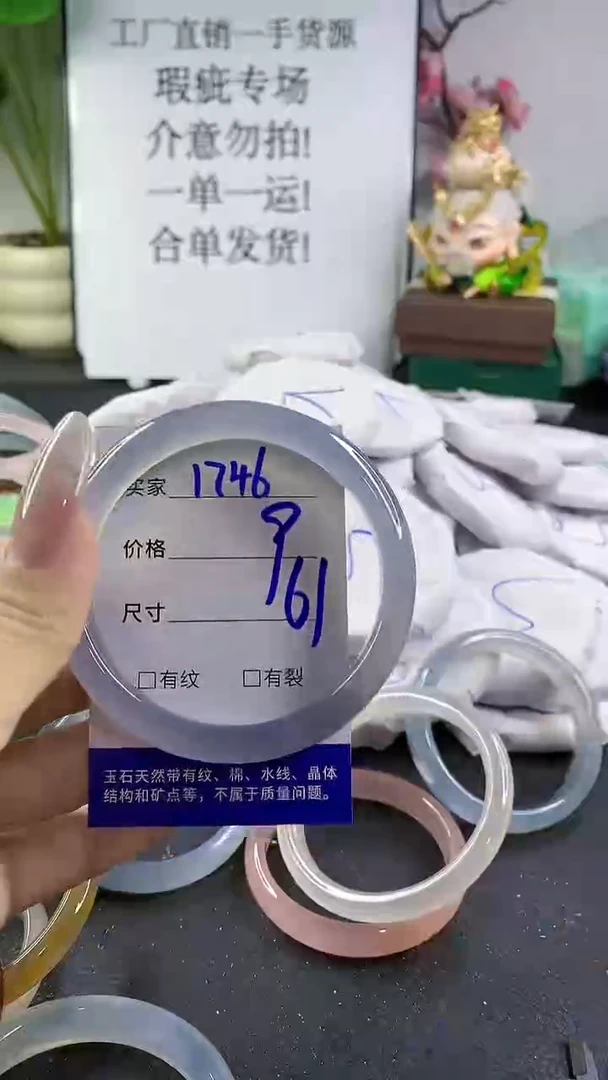 工厂直销一手货源
瑕疵专场
介意勿拍!
一单一运!
合单发货!
买家 1746
价格
尺寸 61
□有纹 □有裂
玉石天然带有纹、棉、水线、晶体
结构和矿点等，不属于质量问题。